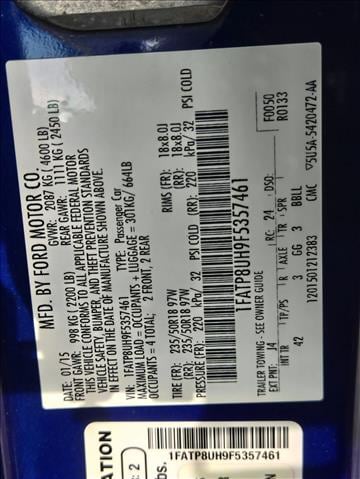 MFD. BY FORD MOTOR CO.
DATE: 01/15 GVWR: 2087 KG ( 4600 LB)
FRONT GAWR: 998 KG ( 2200 LB) REAR GAWR: 1111 KG ( 2450 LB)
THIS VEHICLE CONFORMS TO ALL APPLICABLE FEDERAL MOTOR
VEHICLE SAFETY, BUMPER, AND THEFT PREVENTION STANDARDS
IN EFFECT ON THE DATE OF MANUFACTURE SHOWN ABOVE.
VIN: 1FATP8UH9F5357461 TYPE: Passenger Car
MAXIMUM LOAD = OCCUPANTS + LUGGAGE = 301KG/ 664LB
OCCUPANTS = 4 TOTAL; 2 FRONT, 2 REAR
TIRE (FR): 235/50R18 97W RIMS (FR): 18x8.0J
TIRE (RR): 235/50R18 97W (RR): 18x8.0J
PRESSURE (FR): 220 kPa/ 32 PSI COLD (RR): 220 kPa/ 32 PSI COLD
1FATP8UH9F5357461
TRAILER TOWING - SEE OWNER GUIDE
F0050
R0133
EXT PNT: J4 RC: 24 DSO:
INT TR TP/PS R AXLE TR SPR
42 3 GG 3 BBLL
1201501212383 CMC 5U5A-5420472-AA
ATION
: 2
bs.
1FATP8UH9F5357461